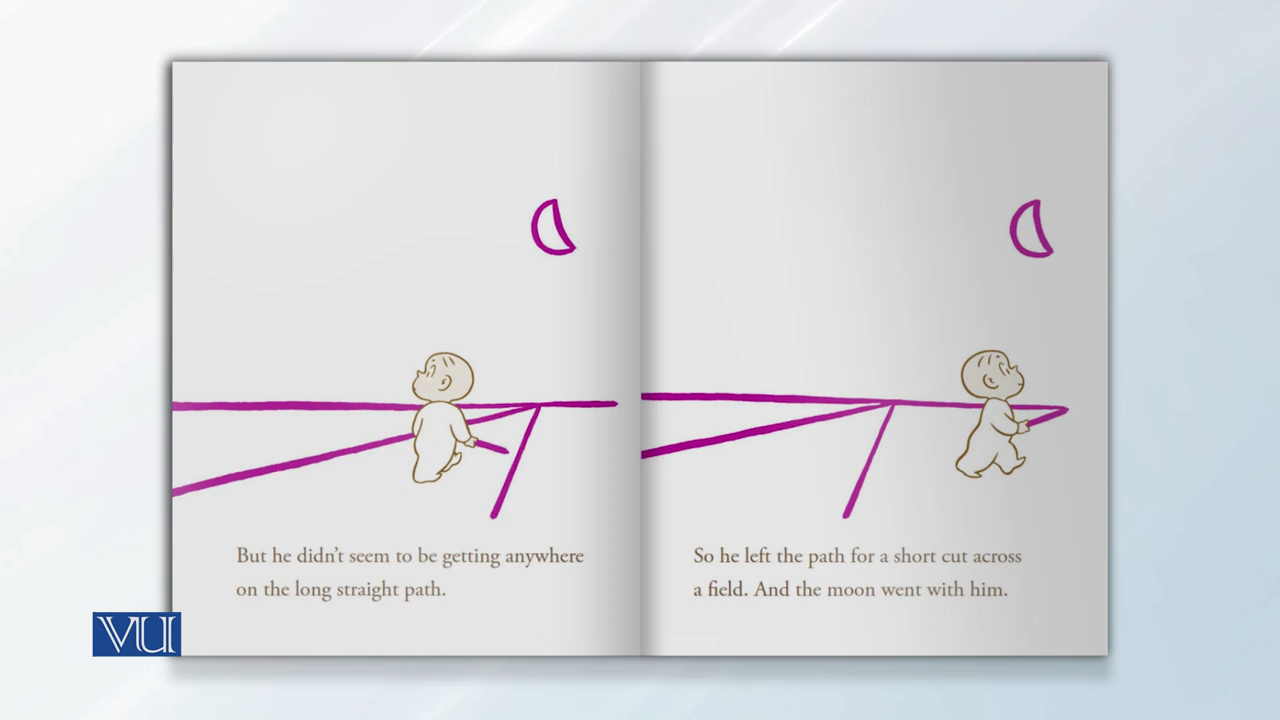 But he didn't seem to be getting anywhere
on the long straight path.
So he left the path for a short cut across
a field. And the moon went with him.
VU